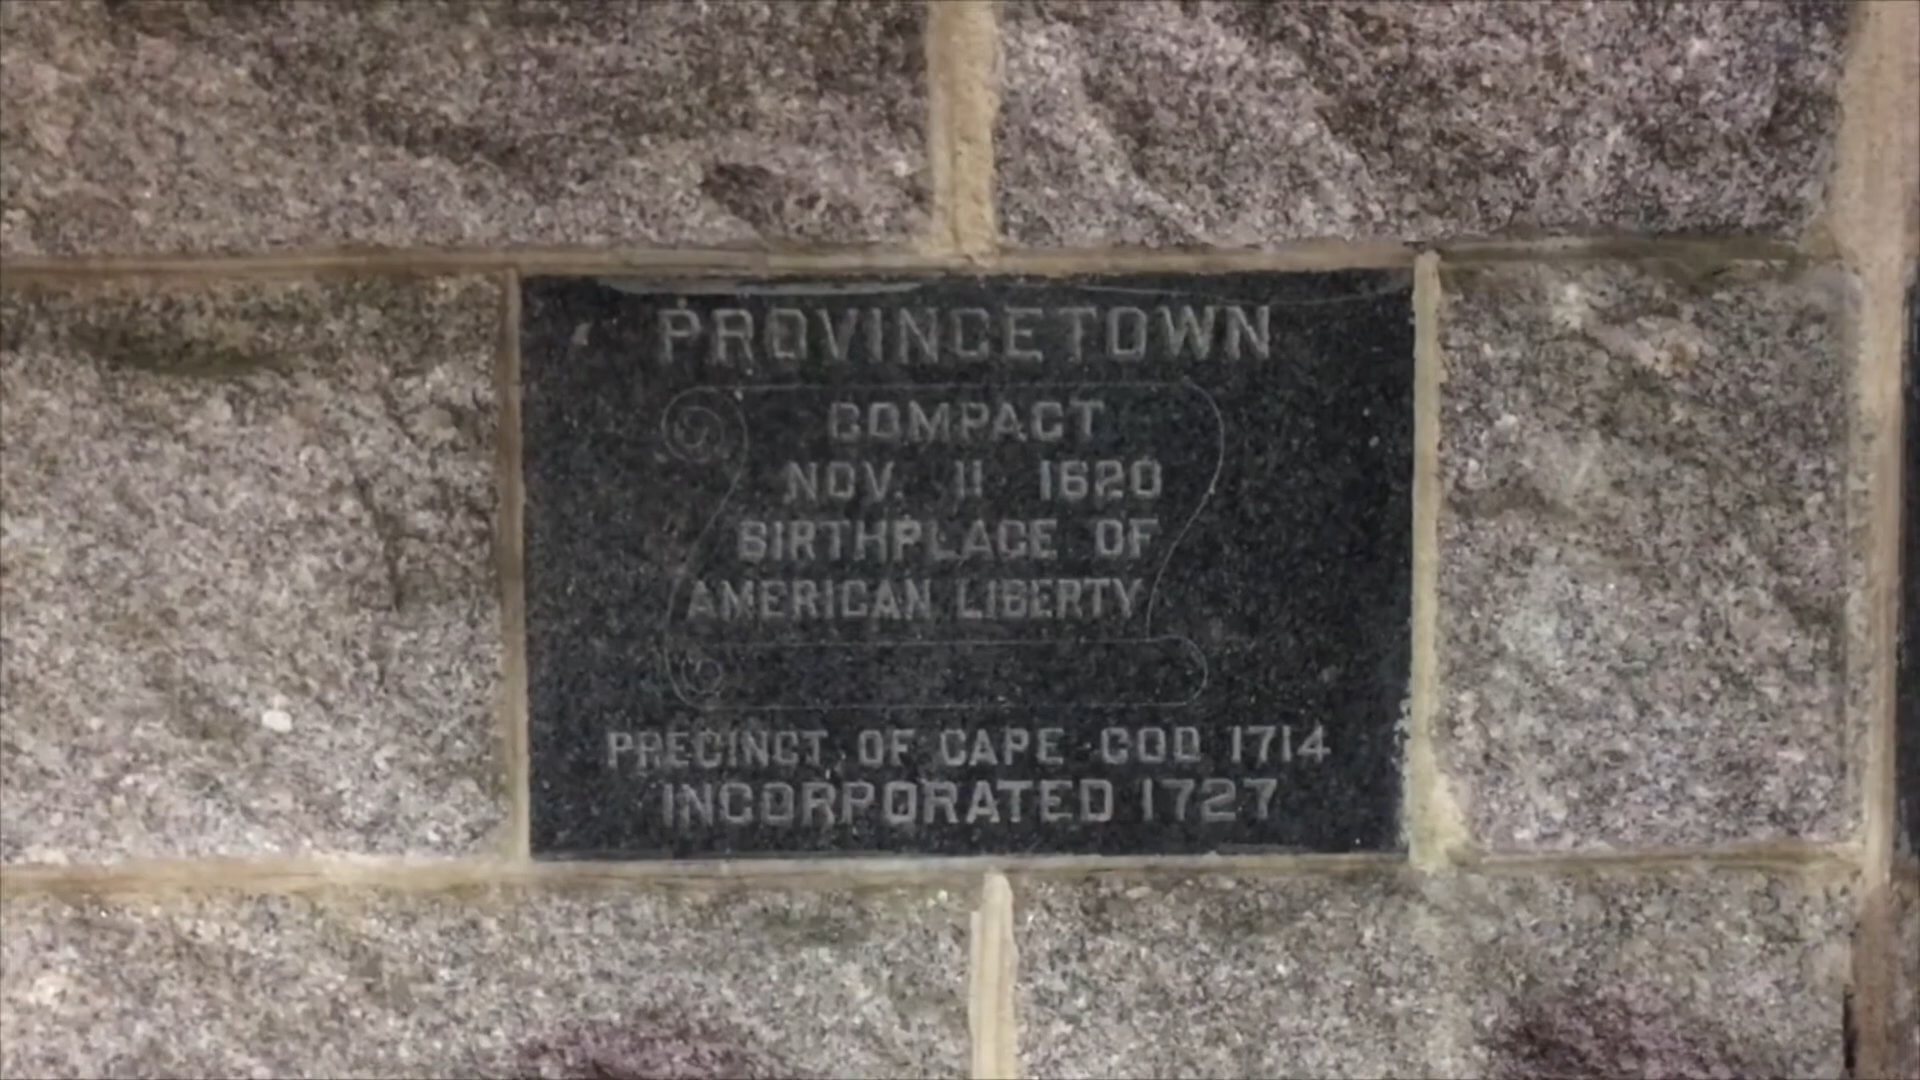 PROVINCETOWN
COMPACT
NOV. 11 1620
BIRTHPLACE OF
AMERICAN LIBERTY
PRECINCT OF CAPE COD 1714
INCORPORATED 1727